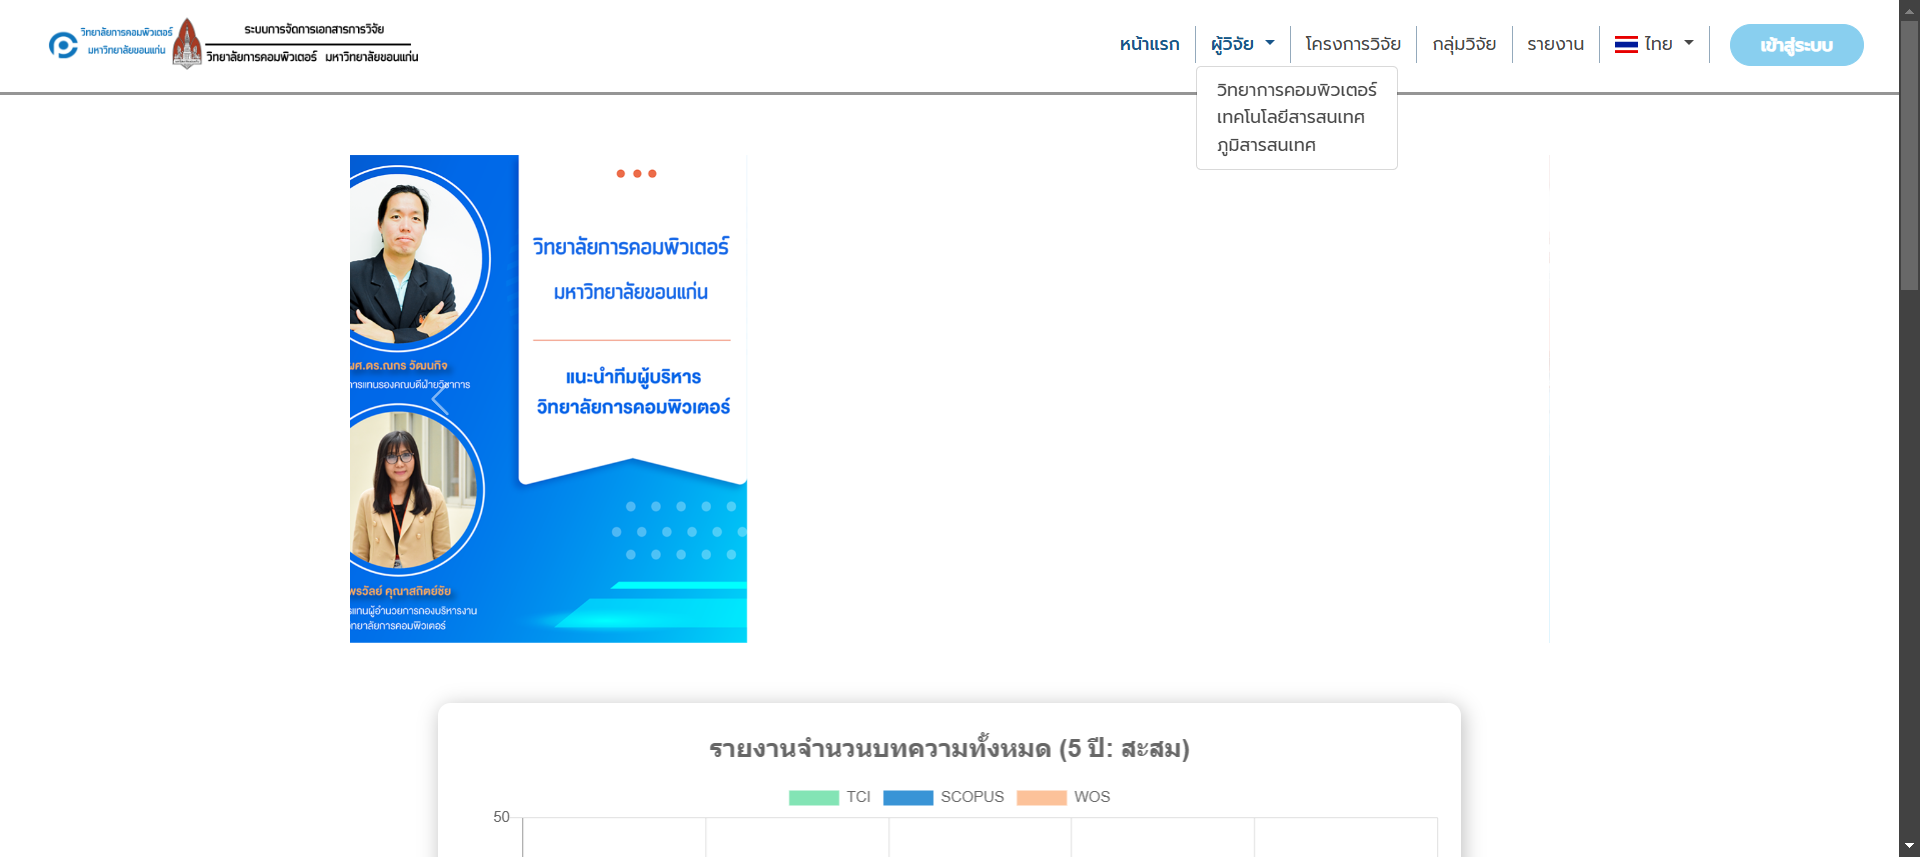 วิทยาลัยการคอมพิวเตอร์
มหาวิทยาลัยขอนแก่น
ระบบการจัดการเอกสารการวิจัย
วิทยาลัยการคอมพิวเตอร์ มหาวิทยาลัยขอนแก่น
หน้าแรก
ผู้วิจัย
โครงการวิจัย
กลุ่มวิจัย
รายงาน
ไทย
เข้าสู่ระบบ
วิทยาการคอมพิวเตอร์
เทคโนโลยีสารสนเทศ
ภูมิสารสนเทศ
วิทยาลัยการคอมพิวเตอร์
มหาวิทยาลัยขอนแก่น
แนะนำทีมผู้บริหาร
วิทยาลัยการคอมพิวเตอร์
ผศ.ดร.ณกร วัฒนกิจ
การแทนรองคณบดีฝ่ายวิชาการ
พรวัลย์ คุณาสถิตย์ชัย
รแทนผู้อำนวยการกองบริหารงาน
ทยาลัยการคอมพิวเตอร์
รายงานจำนวนบทความทั้งหมด (5 ปี: สะสม)
TCI SCOPUS WOS
50